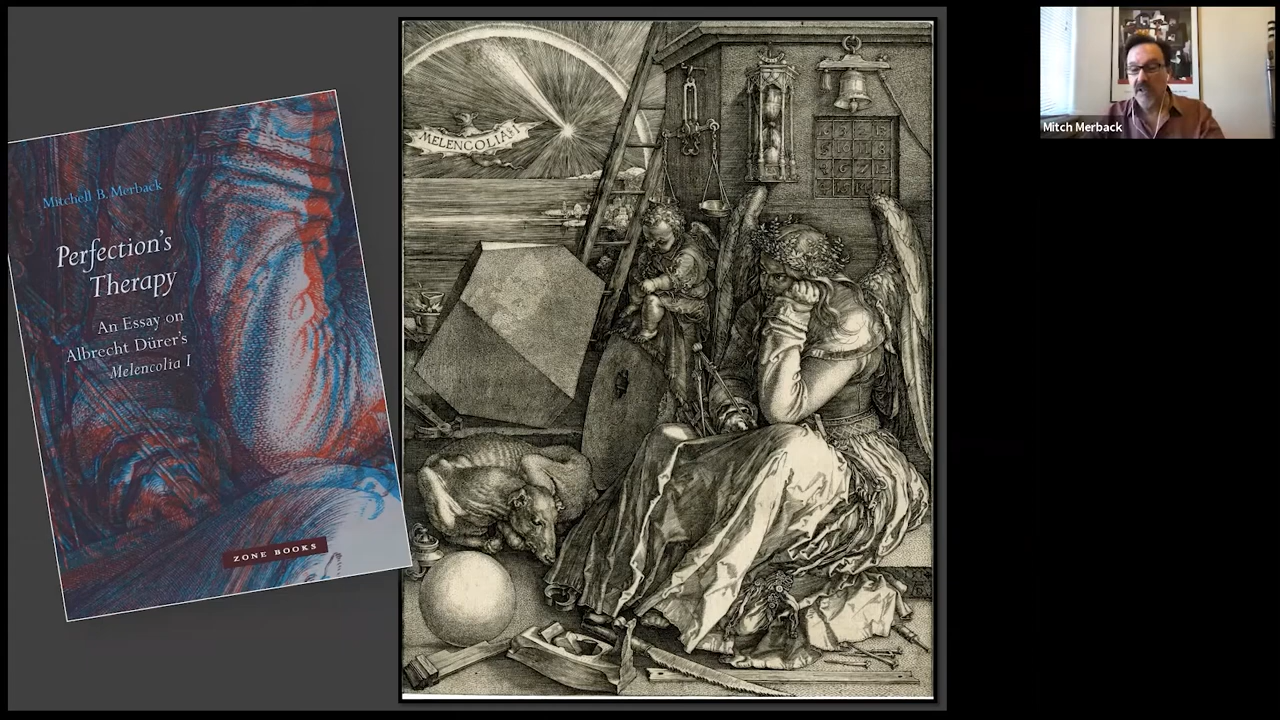 Mitchell B. Merback
Perfection's
Therapy
An Essay on
Albrecht Dürer's
Melencolia I
ZONE BOOKS
MELENCOLIA§I
Mitch Merback